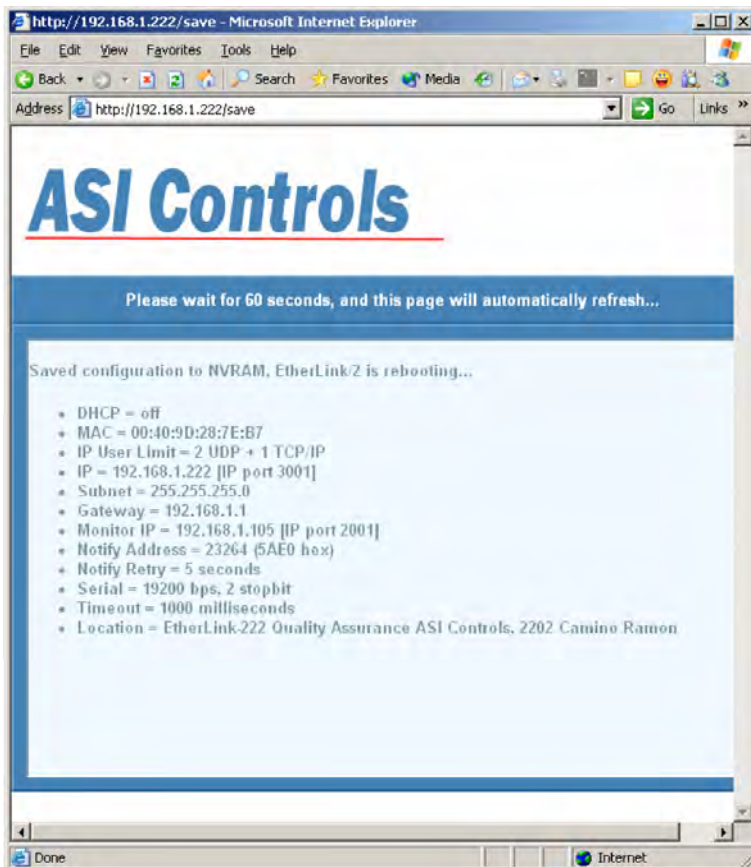 http://192.168.1.222/save - Microsoft Internet Explorer
File Edit View Favorites Tools Help
Back Search Favorites Media
Address http://192.168.1.222/save Go Links »
ASI Controls
Please wait for 60 seconds, and this page will automatically refresh...
Saved configuration to NVRAM, EtherLink/2 is rebooting...
• DHCP = off
• MAC = 00:40:9D:28:7E:B7
• IP User Limit = 2 UDP + 1 TCP/IP
• IP = 192.168.1.222 [IP port 3001]
• Subnet = 255.255.255.0
• Gateway = 192.168.1.1
• Monitor IP = 192.168.1.105 [IP port 2001]
• Notify Address = 23264 (5AE0 hex)
• Notify Retry = 5 seconds
• Serial = 19200 bps, 2 stopbit
• Timeout = 1000 milliseconds
• Location = EtherLink-222 Quality Assurance ASI Controls, 2202 Camino Ramon
Done Internet